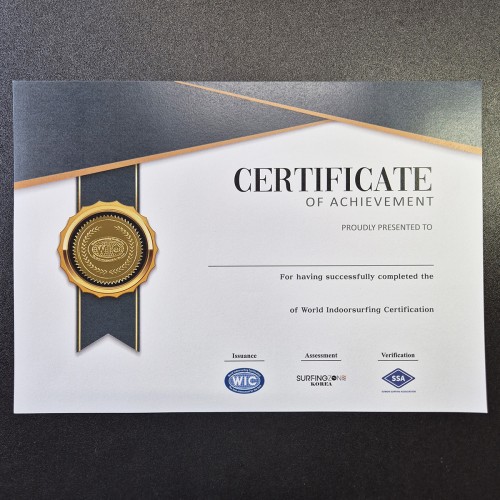 CERTIFICATE
OF ACHIEVEMENT
PROUDLY PRESENTED TO
For having successfully completed the
of World Indoorsurfing Certification
Issuance Assessment Verification
WIC SURFINGZONE SSA
KOREA
WIC